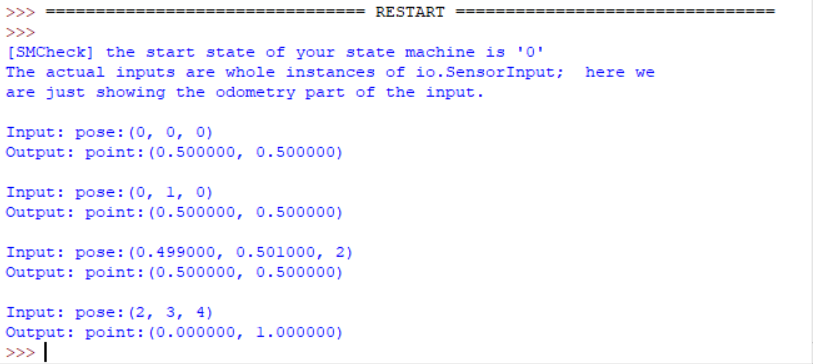 >>> ================================ RESTART ================================
>>>
[SMCheck] the start state of your state machine is '0'
The actual inputs are whole instances of io.SensorInput;  here we
are just showing the odometry part of the input.
Input: pose:(0, 0, 0)
Output: point:(0.500000, 0.500000)
Input: pose:(0, 1, 0)
Output: point:(0.500000, 0.500000)
Input: pose:(0.499000, 0.501000, 2)
Output: point:(0.500000, 0.500000)
Input: pose:(2, 3, 4)
Output: point:(0.000000, 1.000000)
>>>